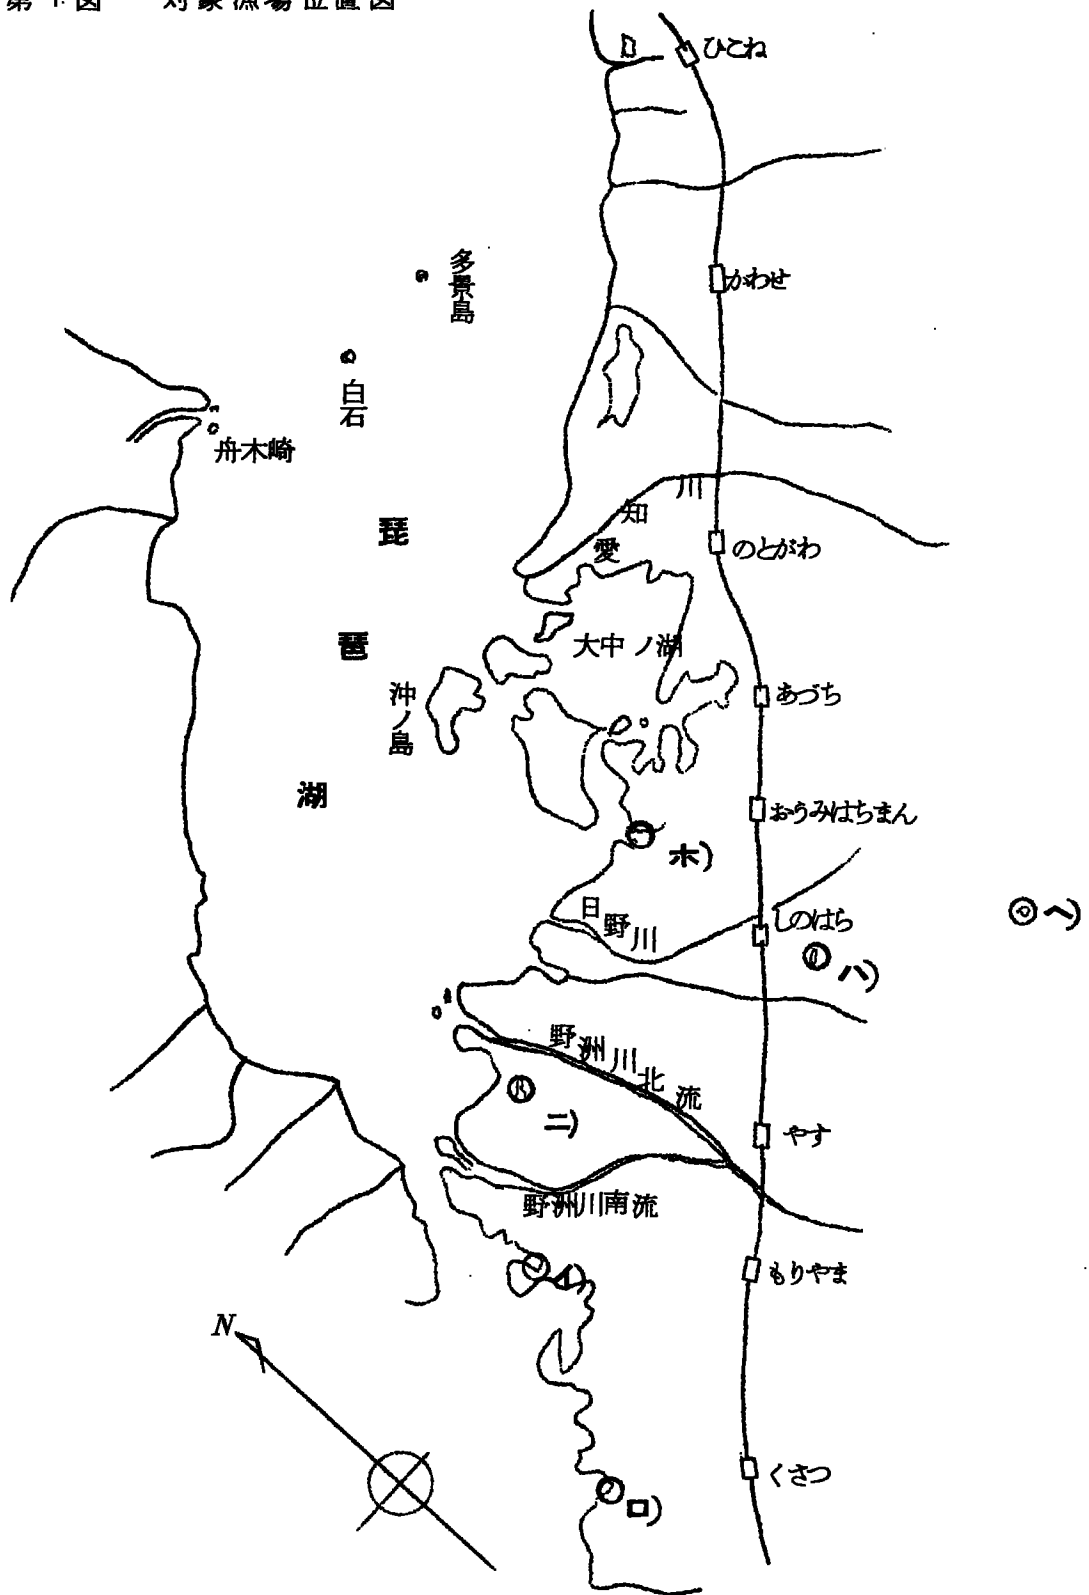 第1図 対象漁場位置図
ひこね
多景島
がわせ
白石
舟木崎
琵琶湖
愛知川
のとがわ
大中ノ湖
沖ノ島
あづち
おうみはちまん
ホ)
日野川
しのはら
ヘ)
ハ)
野洲川北流
ニ)
やす
野洲川南流
イ)
もりやま
N
くさつ
ロ)